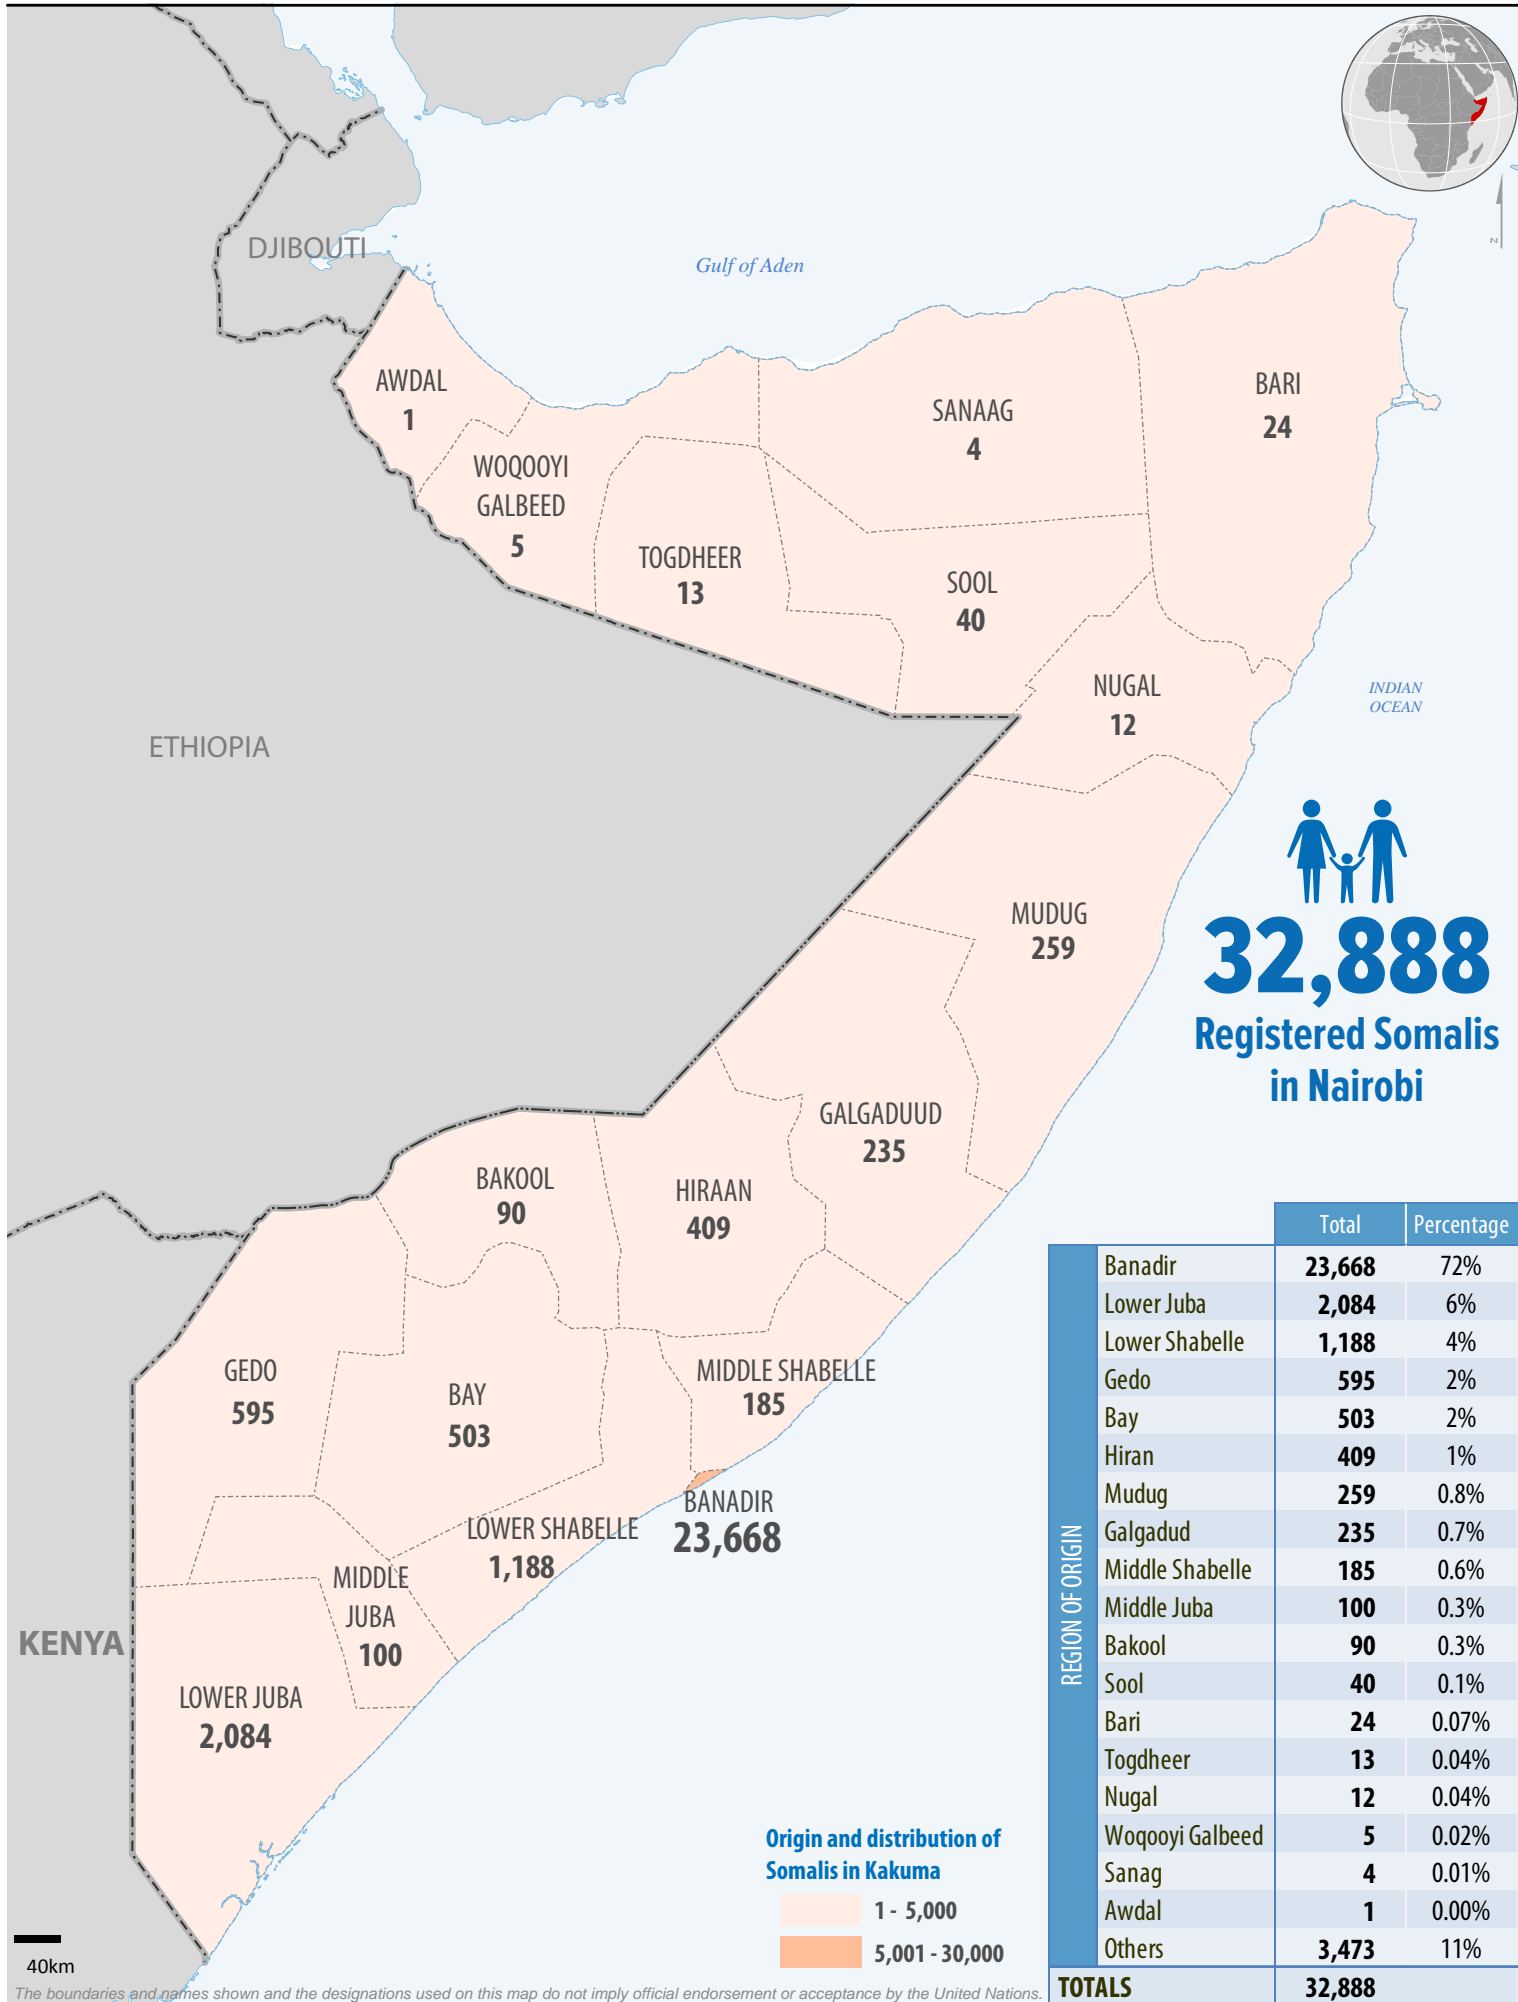 DJIBOUTI
Gulf of Aden
z
AWDAL
1
WOQOOYI
GALBEED
5
TOGDHEER
13
SANAAG
4
SOOL
40
BARI
24
NUGAL
12
INDIAN
OCEAN
ETHIOPIA
MUDUG
259
32,888
Registered Somalis
in Nairobi
GALGADUUD
235
BAKOOL
90
HIRAAN
409
GEDO
595
BAY
503
MIDDLE SHABELLE
185
BANADIR
23,668
LOWER SHABELLE
1,188
MIDDLE
JUBA
100
KENYA
LOWER JUBA
2,084
Total Percentage
REGION OF ORIGIN
Banadir 23,668 72%
Lower Juba 2,084 6%
Lower Shabelle 1,188 4%
Gedo 595 2%
Bay 503 2%
Hiran 409 1%
Mudug 259 0.8%
Galgadud 235 0.7%
Middle Shabelle 185 0.6%
Middle Juba 100 0.3%
Bakool 90 0.3%
Sool 40 0.1%
Bari 24 0.07%
Togdheer 13 0.04%
Nugal 12 0.04%
Woqooyi Galbeed 5 0.02%
Sanag 4 0.01%
Awdal 1 0.00%
Others 3,473 11%
TOTALS 32,888
Origin and distribution of
Somalis in Kakuma
1 - 5,000
5,001 - 30,000
40km
The boundaries and names shown and the designations used on this map do not imply official endorsement or acceptance by the United Nations.